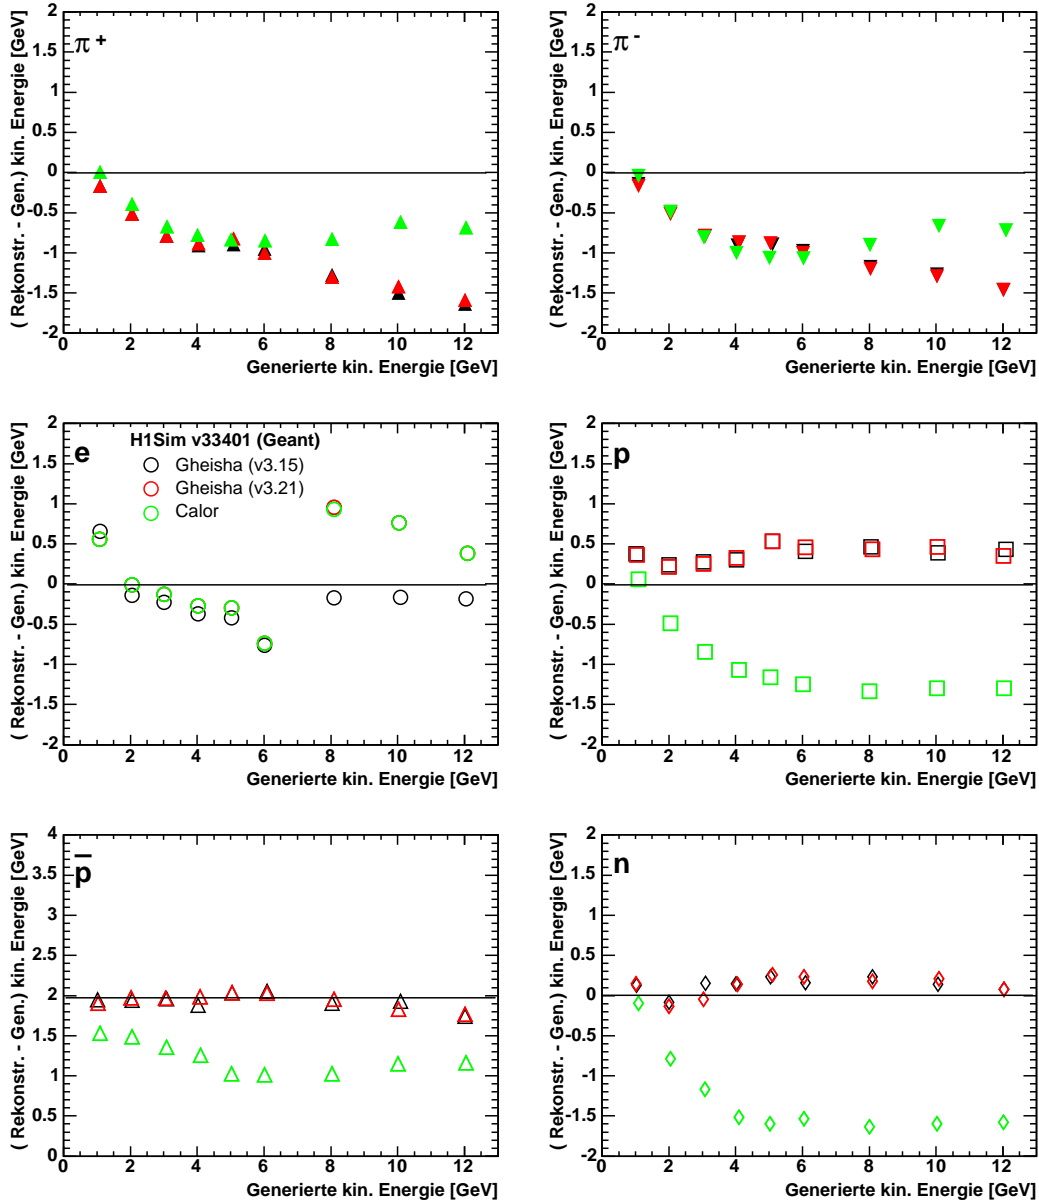 ( Rekonstr. - Gen.) kin. Energie [GeV]
π+
2
1.5
1
0.5
0
-0.5
-1
-1.5
-2
0 2 4 6 8 10 12
Generierte kin. Energie [GeV]
( Rekonstr. - Gen.) kin. Energie [GeV]
π-
2
1.5
1
0.5
0
-0.5
-1
-1.5
-2
0 2 4 6 8 10 12
Generierte kin. Energie [GeV]
( Rekonstr. - Gen.) kin. Energie [GeV]
e
H1Sim v33401 (Geant)
Gheisha (v3.15)
Gheisha (v3.21)
Calor
2
1.5
1
0.5
0
-0.5
-1
-1.5
-2
0 2 4 6 8 10 12
Generierte kin. Energie [GeV]
( Rekonstr. - Gen.) kin. Energie [GeV]
p
2
1.5
1
0.5
0
-0.5
-1
-1.5
-2
0 2 4 6 8 10 12
Generierte kin. Energie [GeV]
( Rekonstr. - Gen.) kin. Energie [GeV]
p̅
4
3.5
3
2.5
2
1.5
1
0.5
0
0 2 4 6 8 10 12
Generierte kin. Energie [GeV]
( Rekonstr. - Gen.) kin. Energie [GeV]
n
2
1.5
1
0.5
0
-0.5
-1
-1.5
-2
0 2 4 6 8 10 12
Generierte kin. Energie [GeV]